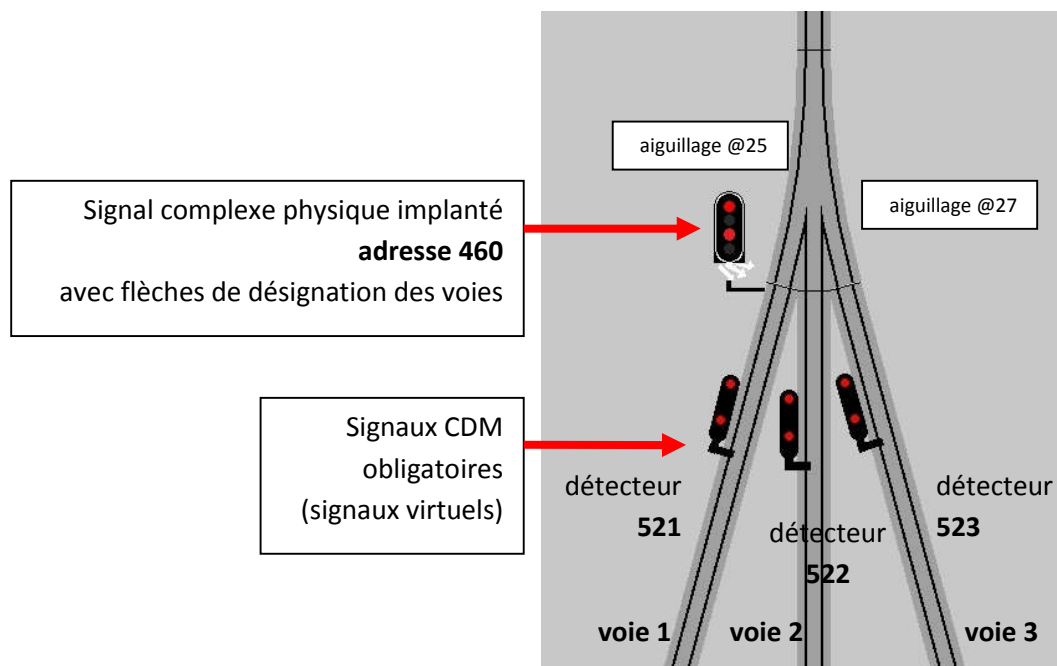 aiguillage @25
Signal complexe physique implanté
adresse 460
avec flèches de désignation des voies
aiguillage @27
Signaux CDM
obligatoires
(signaux virtuels)
détecteur
521
détecteur
522
détecteur
523
voie 1
voie 2
voie 3